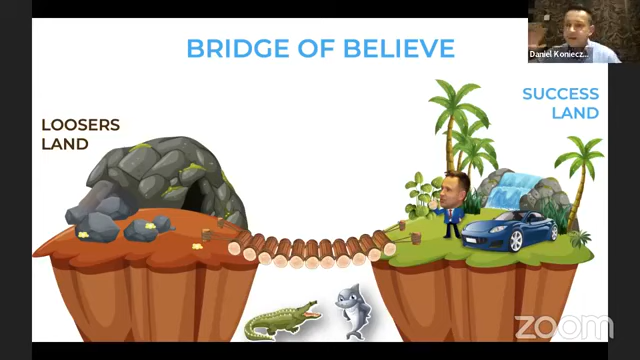 BRIDGE OF BELIEVE
Daniel Koniecz...
SUCCESS
LAND
LOOSERS
LAND
zoom